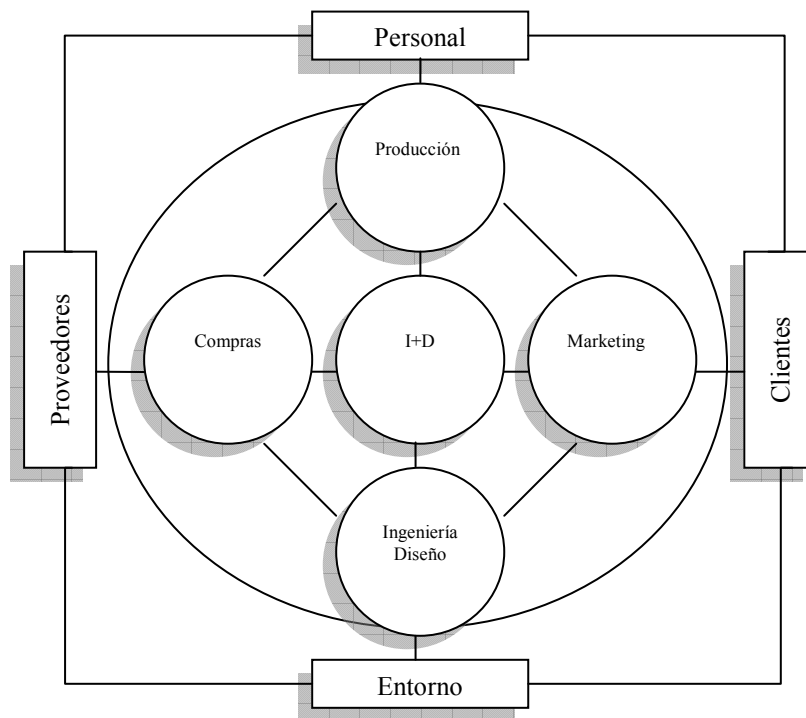 Personal
Producción
Proveedores
Compras
I+D
Marketing
Clientes
Ingeniería
Diseño
Entorno